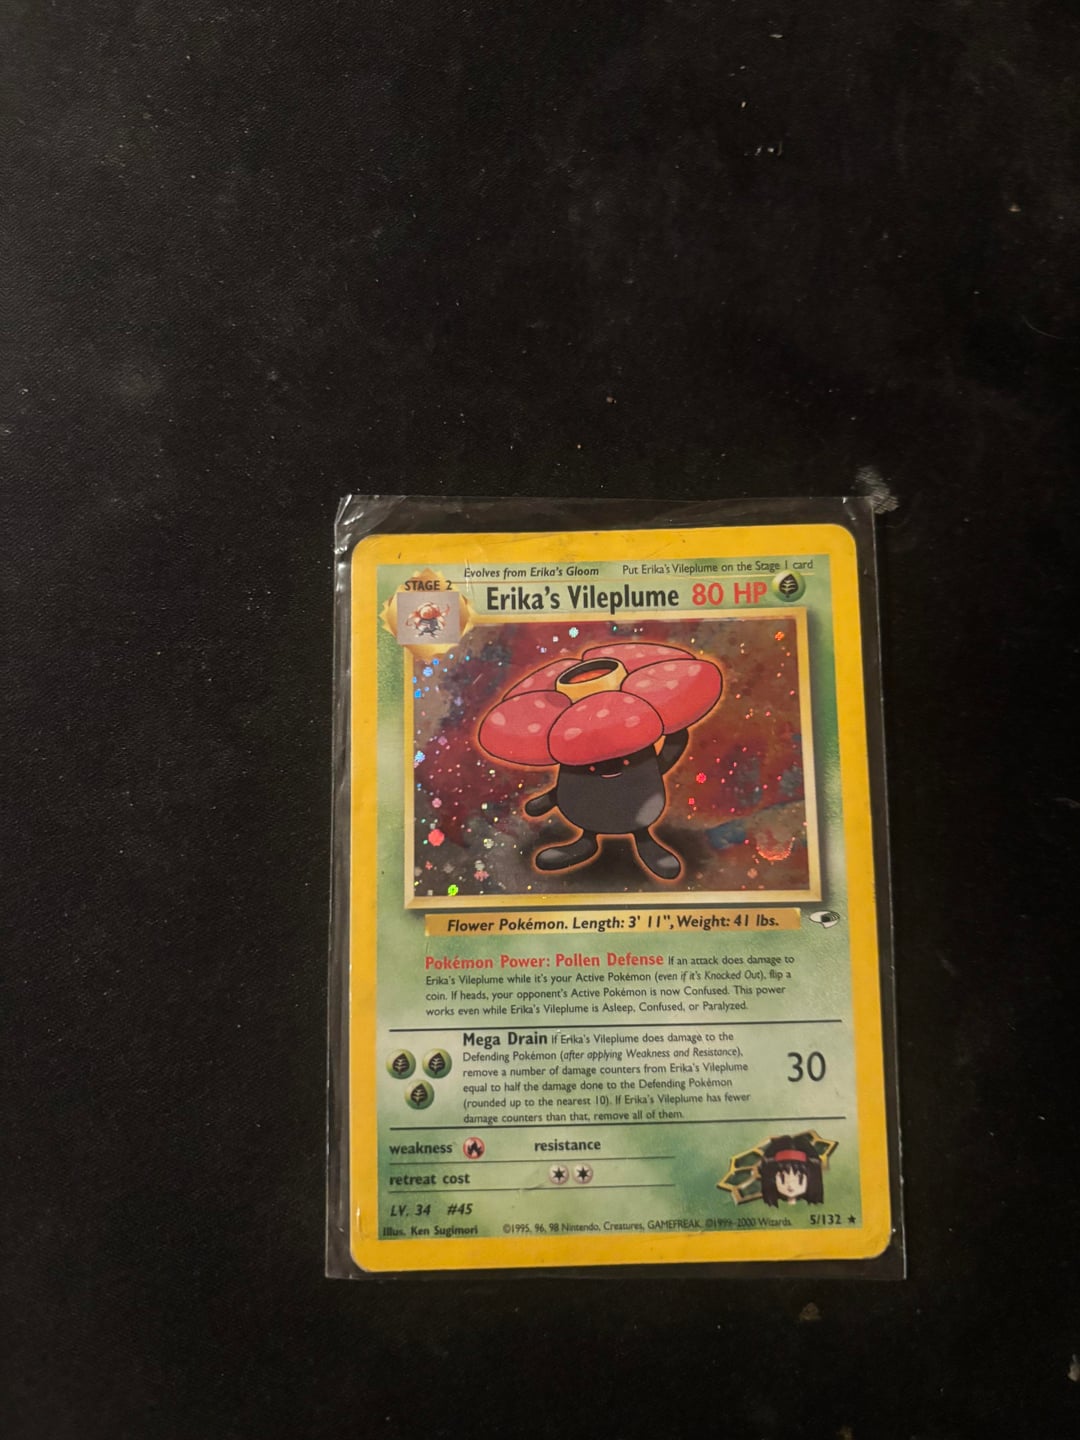 Evolves from Erika's Gloom Put Erika's Vileplume on the Stage 1 card
STAGE 2
Erika's Vileplume 80 HP
Flower Pokémon. Length: 3' 11", Weight: 41 lbs.
Pokémon Power: Pollen Defense If an attack does damage to
Erika's Vileplume while it's your Active Pokémon (even if it's Knocked Out), flip a
coin. If heads, your opponent's Active Pokémon is now Confused. This power
works even while Erika's Vileplume is Asleep, Confused, or Paralyzed.
Mega Drain If Erika's Vileplume does damage to the
Defending Pokémon (after applying Weakness and Resistance),
remove a number of damage counters from Erika's Vileplume
equal to half the damage done to the Defending Pokémon
(rounded up to the nearest 10). If Erika's Vileplume has fewer
damage counters than that, remove all of them.
30
weakness resistance
retreat cost
LV. 34 #45
Illus. Ken Sugimori ©1995, 96, 98 Nintendo, Creatures, GAMEFREAK. ©1999-2000 Wizards. 5/132 ★